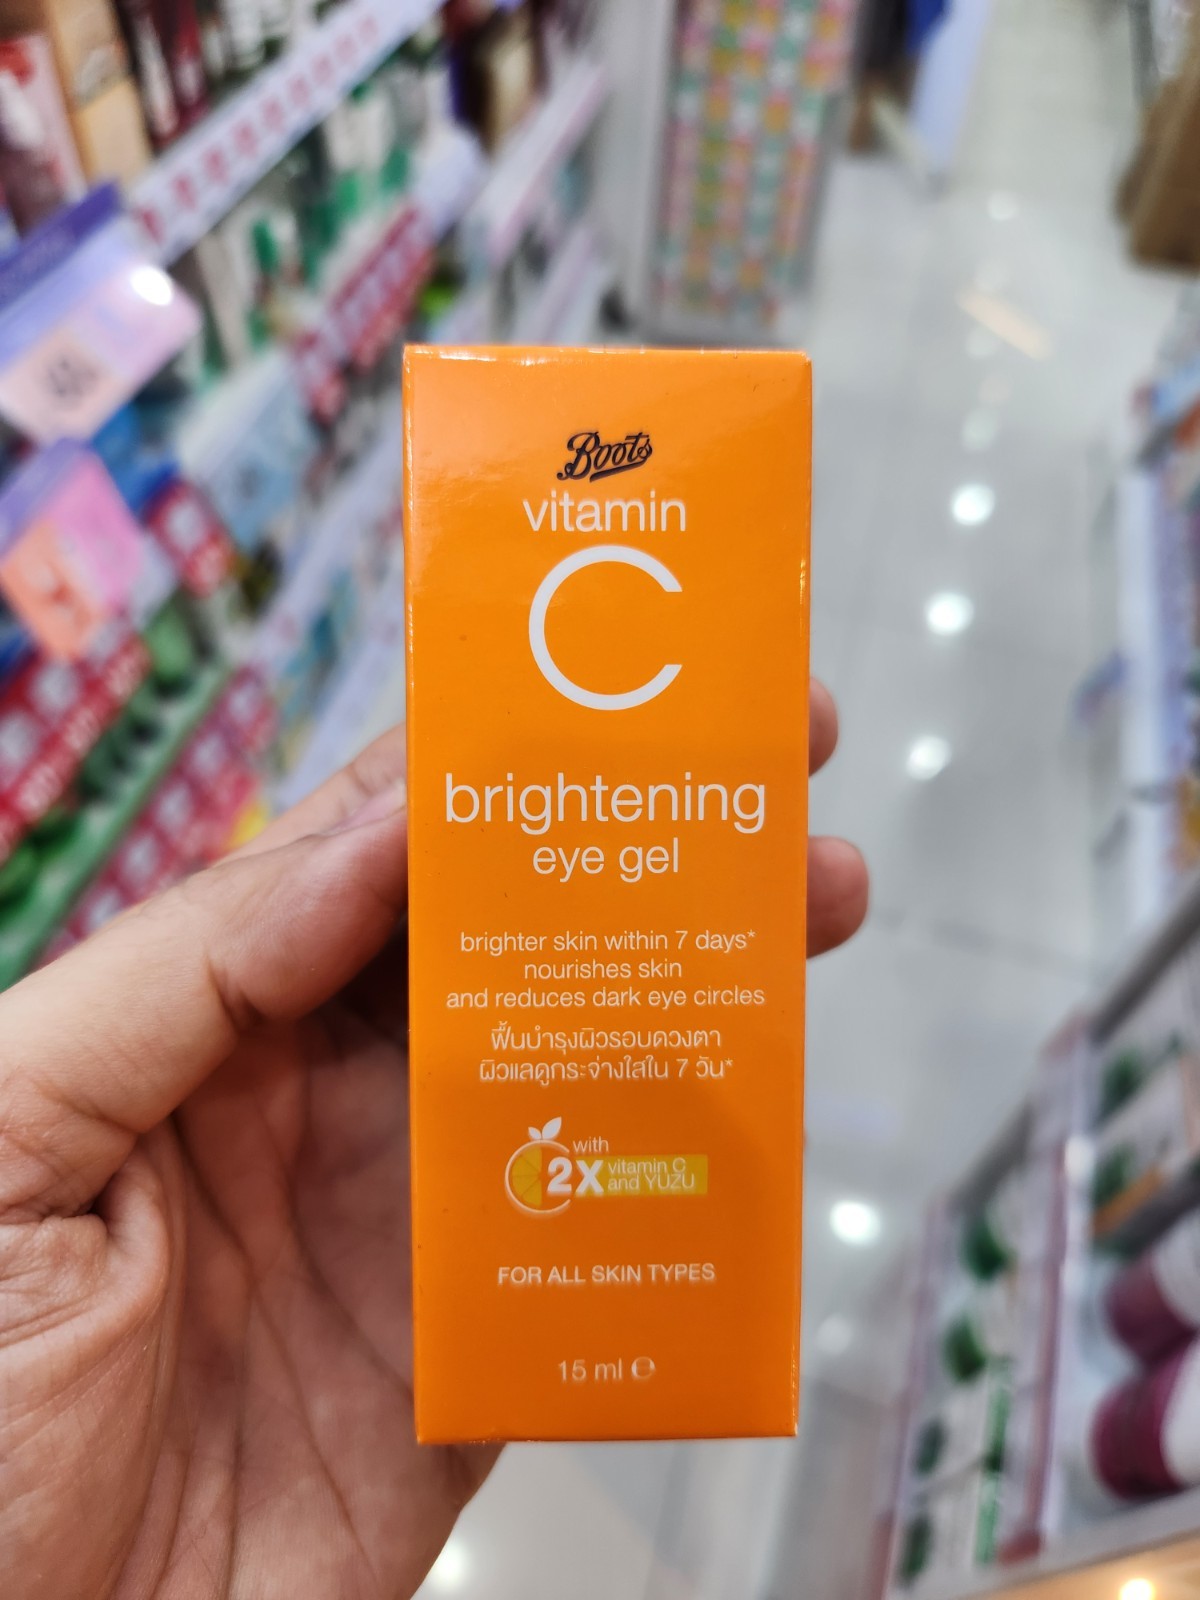 Boots
vitamin
C
brightening
eye gel
brighter skin within 7 days*
nourishes skin
and reduces dark eye circles
ฟื้นบำรุงผิวรอบดวงตา
ผิวแลดูกระจ่างใสใน 7 วัน*
with
2X vitamin C
and YUZU
FOR ALL SKIN TYPES
15 ml ℮